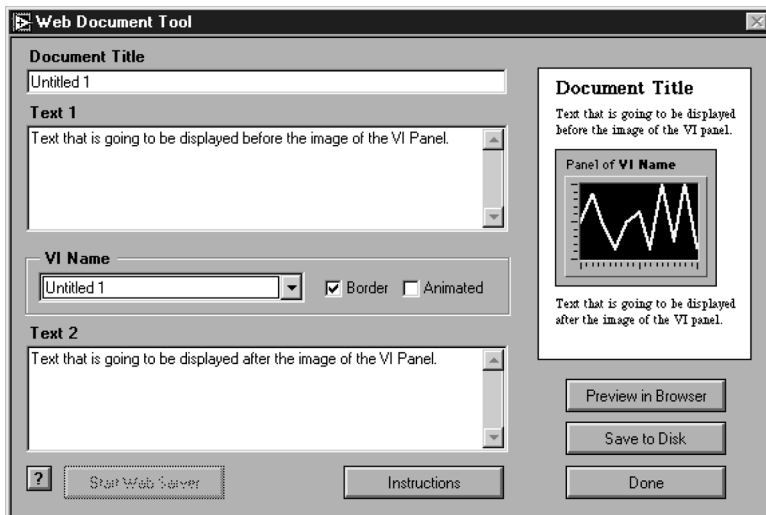 Web Document Tool
Document Title
Untitled 1
Text 1
Text that is going to be displayed before the image of the VI Panel.
VI Name
Untitled 1
Border
Animated
Text 2
Text that is going to be displayed after the image of the VI Panel.
?
Start Web Server
Instructions
Document Title
Text that is going to be displayed
before the image of the VI panel.
Panel of VI Name
Text that is going to be displayed
after the image of the VI panel.
Preview in Browser
Save to Disk
Done